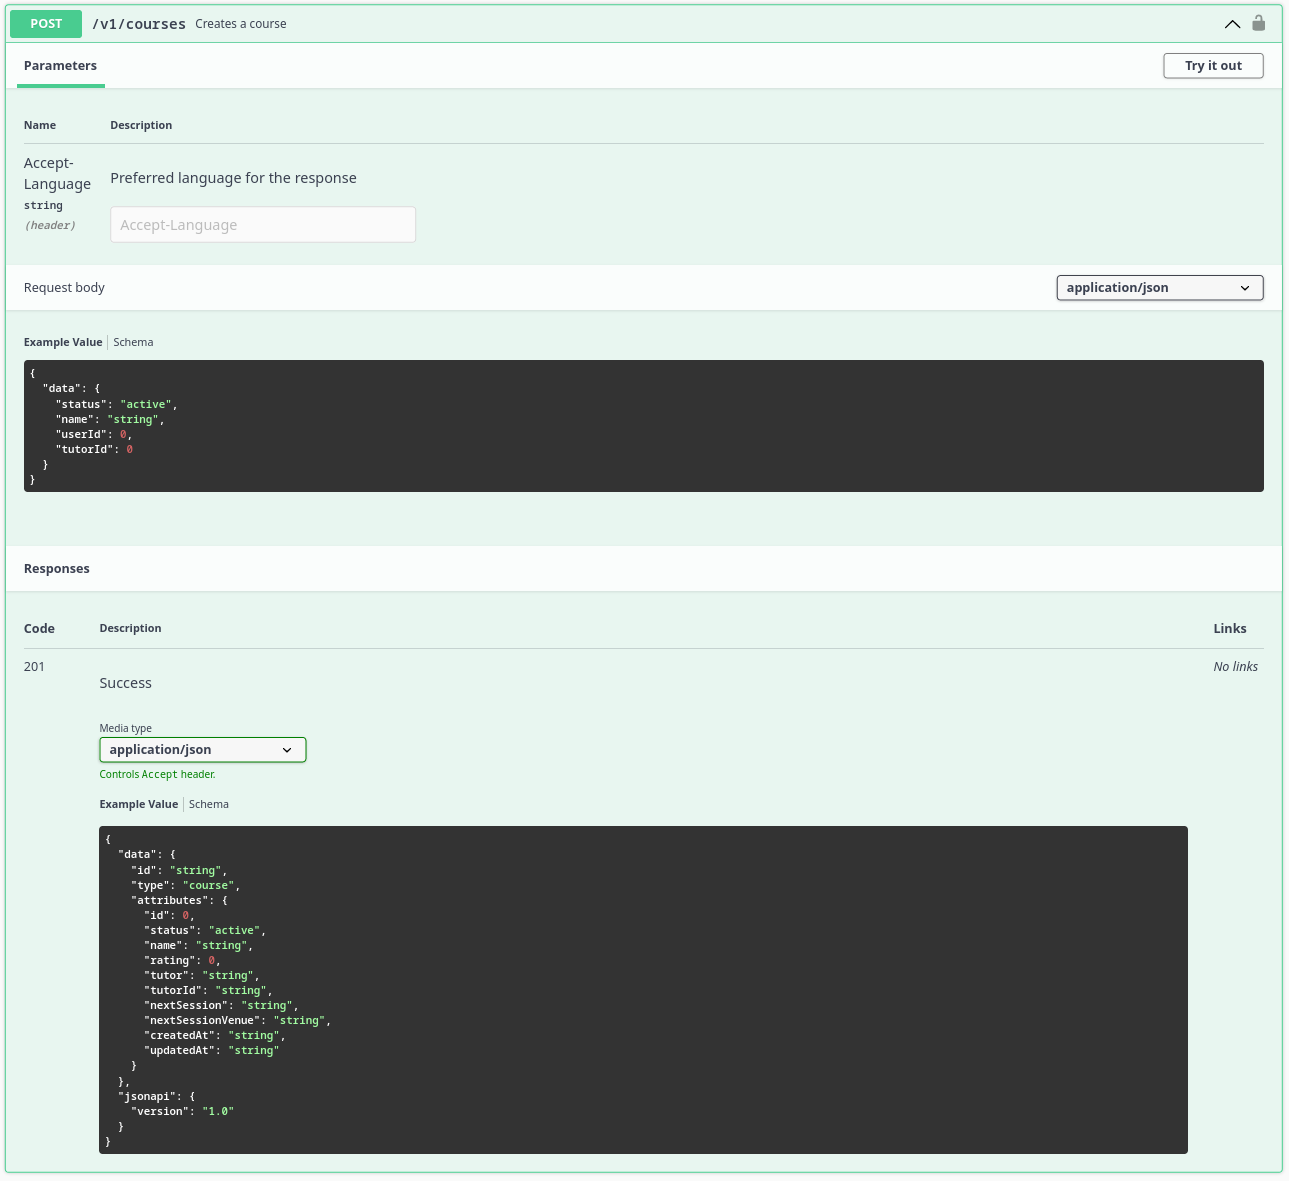 POST /v1/courses Creates a course
Parameters
Try it out
Name Description
Accept-
Language
string
(header)
Preferred language for the response
Accept-Language
Request body
application/json
Example Value Schema
{
  "data": {
    "status": "active",
    "name": "string",
    "userId": 0,
    "tutorId": 0
  }
}
Responses
Code Description Links
201
Success
No links
Media type
application/json
Controls Accept header.
Example Value Schema
{
  "data": {
    "id": "string",
    "type": "course",
    "attributes": {
      "id": 0,
      "status": "active",
      "name": "string",
      "rating": 0,
      "tutor": "string",
      "tutorId": "string",
      "nextSession": "string",
      "nextSessionVenue": "string",
      "createdAt": "string",
      "updatedAt": "string"
    }
  },
  "jsonapi": {
    "version": "1.0"
  }
}